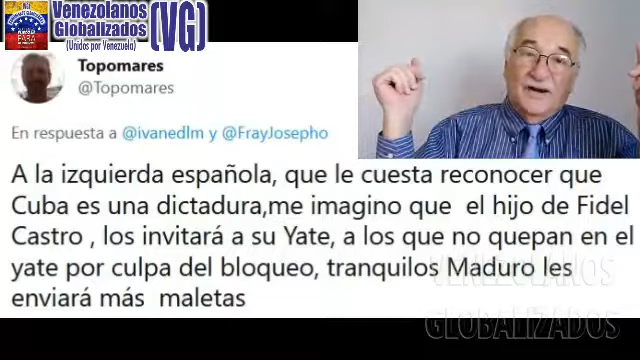 Venezolanos
Globalizados
(Unidos por Venezuela)
(VG)
Topomares
@Topomares
En respuesta a @ivanedlm y @FrayJosepho
A la izquierda española, que le cuesta reconocer que
Cuba es una dictadura,me imagino que el hijo de Fidel
Castro , los invitará a su Yate, a los que no quepan en el
yate por culpa del bloqueo, tranquilos Maduro les
enviará más maletas
VENEZOLANOS
GLOBALIZADOS